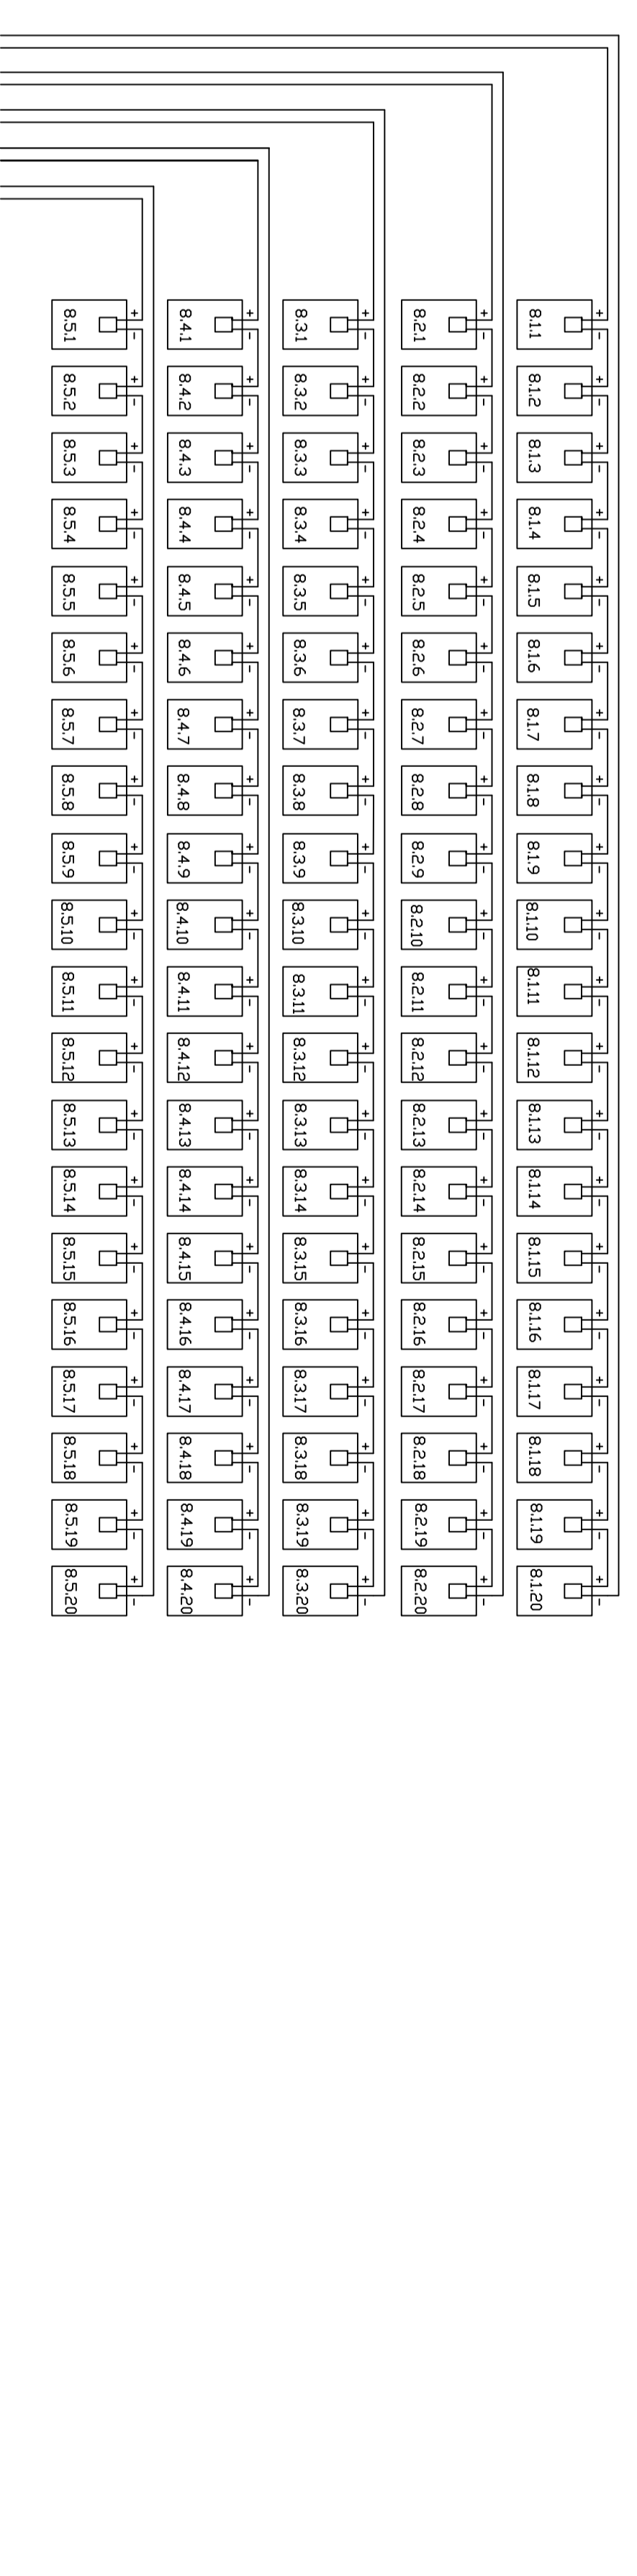 8.5.1 + -
8.5.2 + -
8.5.3 + -
8.5.4 + -
8.5.5 + -
8.5.6 + -
8.5.7 + -
8.5.8 + -
8.5.9 + -
8.5.10 + -
8.5.11 + -
8.5.12 + -
8.5.13 + -
8.5.14 + -
8.5.15 + -
8.5.16 + -
8.5.17 + -
8.5.18 + -
8.5.19 + -
8.5.20 + -
8.4.1 + -
8.4.2 + -
8.4.3 + -
8.4.4 + -
8.4.5 + -
8.4.6 + -
8.4.7 + -
8.4.8 + -
8.4.9 + -
8.4.10 + -
8.4.11 + -
8.4.12 + -
8.4.13 + -
8.4.14 + -
8.4.15 + -
8.4.16 + -
8.4.17 + -
8.4.18 + -
8.4.19 + -
8.4.20 + -
8.3.1 + -
8.3.2 + -
8.3.3 + -
8.3.4 + -
8.3.5 + -
8.3.6 + -
8.3.7 + -
8.3.8 + -
8.3.9 + -
8.3.10 + -
8.3.11 + -
8.3.12 + -
8.3.13 + -
8.3.14 + -
8.3.15 + -
8.3.16 + -
8.3.17 + -
8.3.18 + -
8.3.19 + -
8.3.20 + -
8.2.1 + -
8.2.2 + -
8.2.3 + -
8.2.4 + -
8.2.5 + -
8.2.6 + -
8.2.7 + -
8.2.8 + -
8.2.9 + -
8.2.10 + -
8.2.11 + -
8.2.12 + -
8.2.13 + -
8.2.14 + -
8.2.15 + -
8.2.16 + -
8.2.17 + -
8.2.18 + -
8.2.19 + -
8.2.20 + -
8.1.1 + -
8.1.2 + -
8.1.3 + -
8.1.4 + -
8.1.5 + -
8.1.6 + -
8.1.7 + -
8.1.8 + -
8.1.9 + -
8.1.10 + -
8.1.11 + -
8.1.12 + -
8.1.13 + -
8.1.14 + -
8.1.15 + -
8.1.16 + -
8.1.17 + -
8.1.18 + -
8.1.19 + -
8.1.20 + -